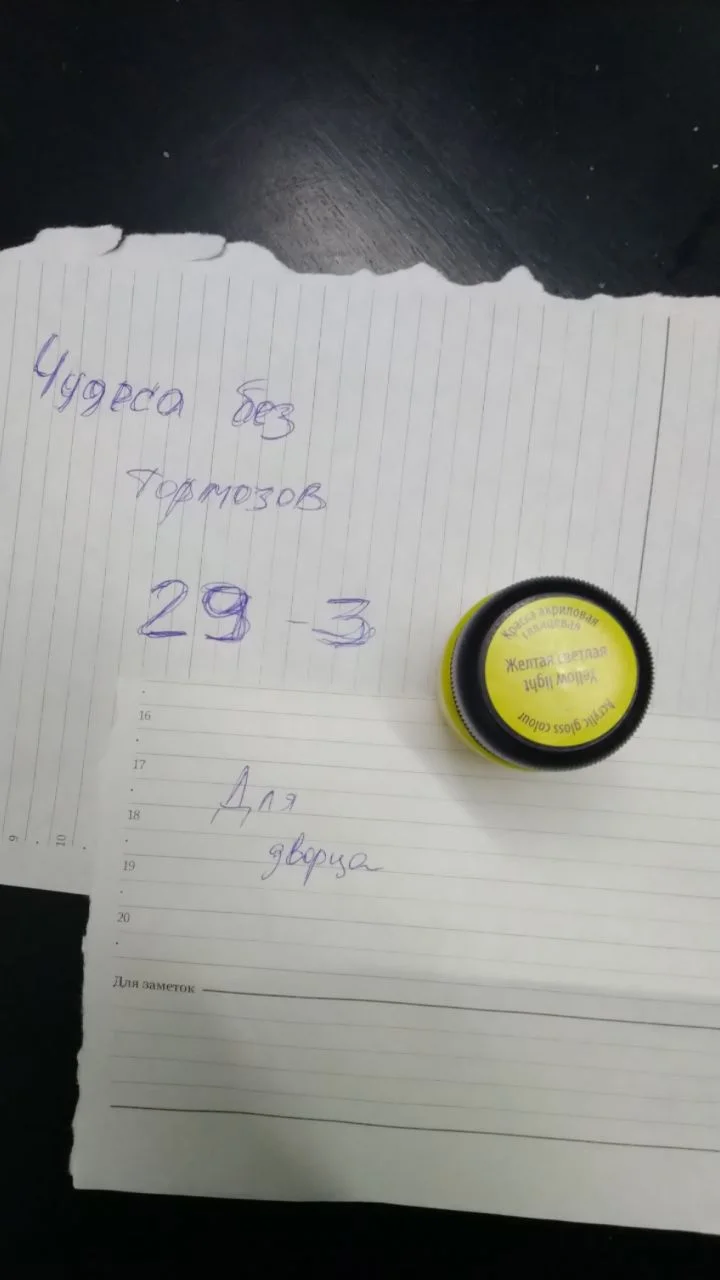 Чудеса без
тормозов
29 - 3
Краска акриловая
глянцевая
Желтая светлая
Yellow light
Acrylic gloss colour
16
17
Для
18
дворца
19
20
Для заметок
9
10